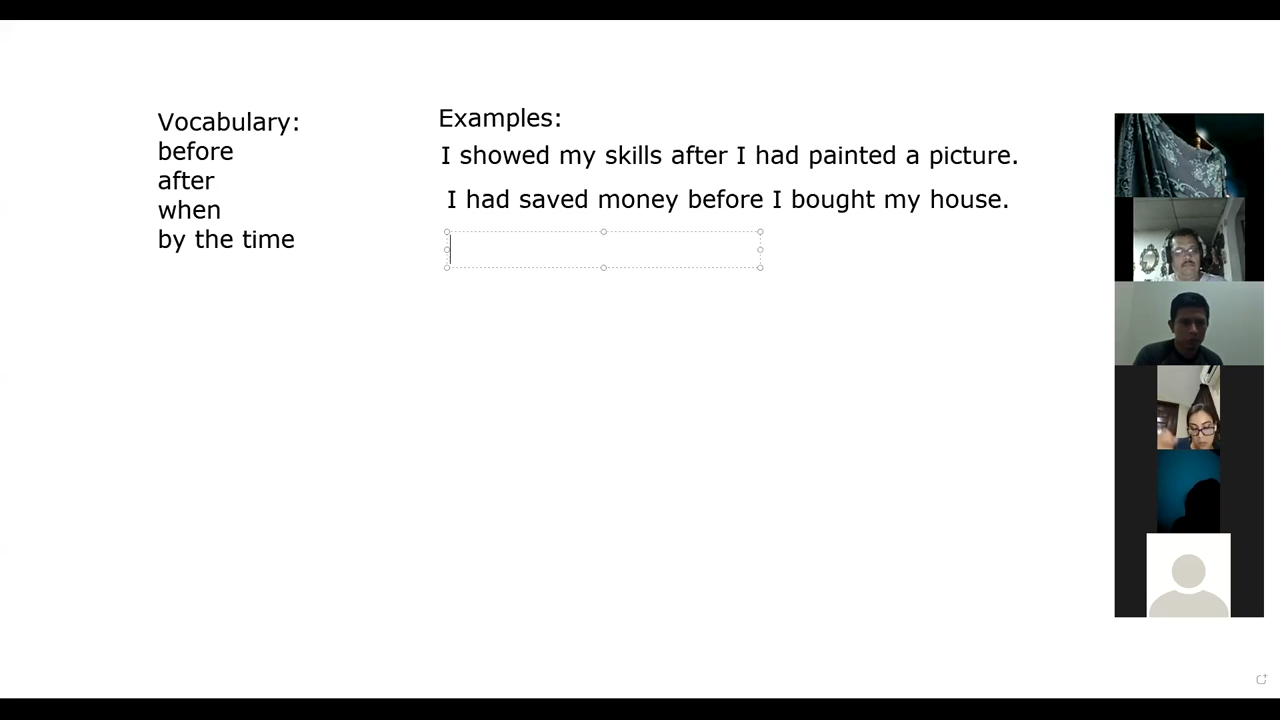 Vocabulary:
before
after
when
by the time
Examples:
I showed my skills after I had painted a picture.
I had saved money before I bought my house.